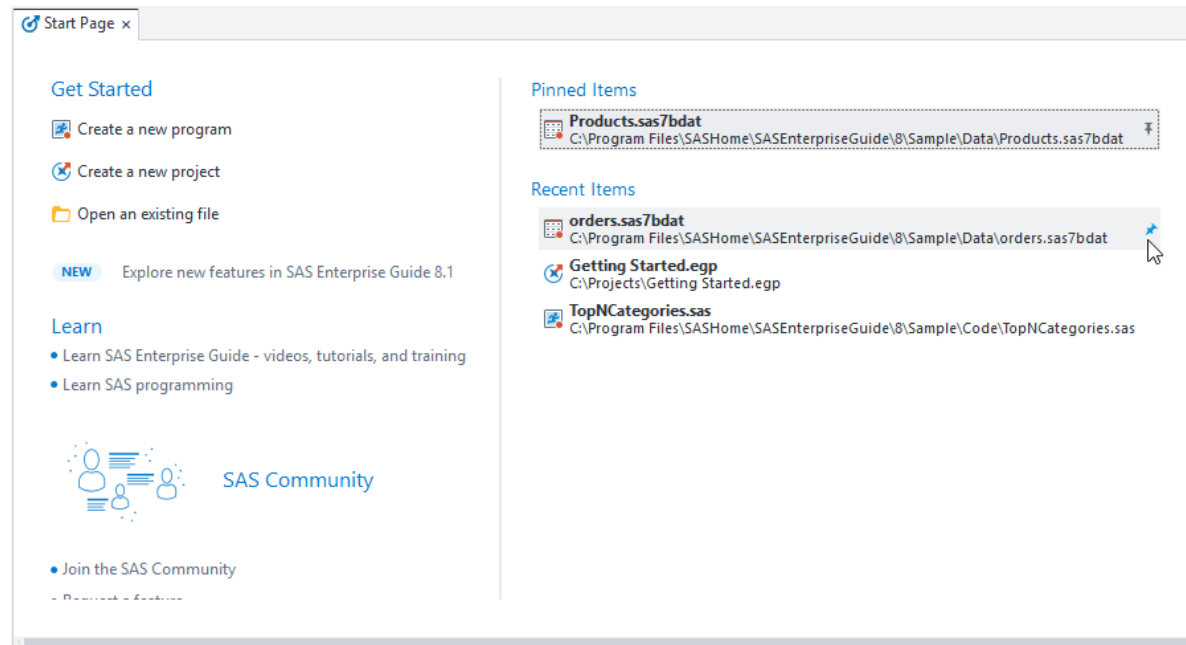 Start Page ×
Get Started
Create a new program
Create a new project
Open an existing file
NEW Explore new features in SAS Enterprise Guide 8.1
Learn
• Learn SAS Enterprise Guide - videos, tutorials, and training
• Learn SAS programming
SAS Community
• Join the SAS Community
Pinned Items
Products.sas7bdat
C:\Program Files\SASHome\SASEnterpriseGuide\8\Sample\Data\Products.sas7bdat
Recent Items
orders.sas7bdat
C:\Program Files\SASHome\SASEnterpriseGuide\8\Sample\Data\orders.sas7bdat
Getting Started.egp
C:\Projects\Getting Started.egp
TopNCategories.sas
C:\Program Files\SASHome\SASEnterpriseGuide\8\Sample\Code\TopNCategories.sas